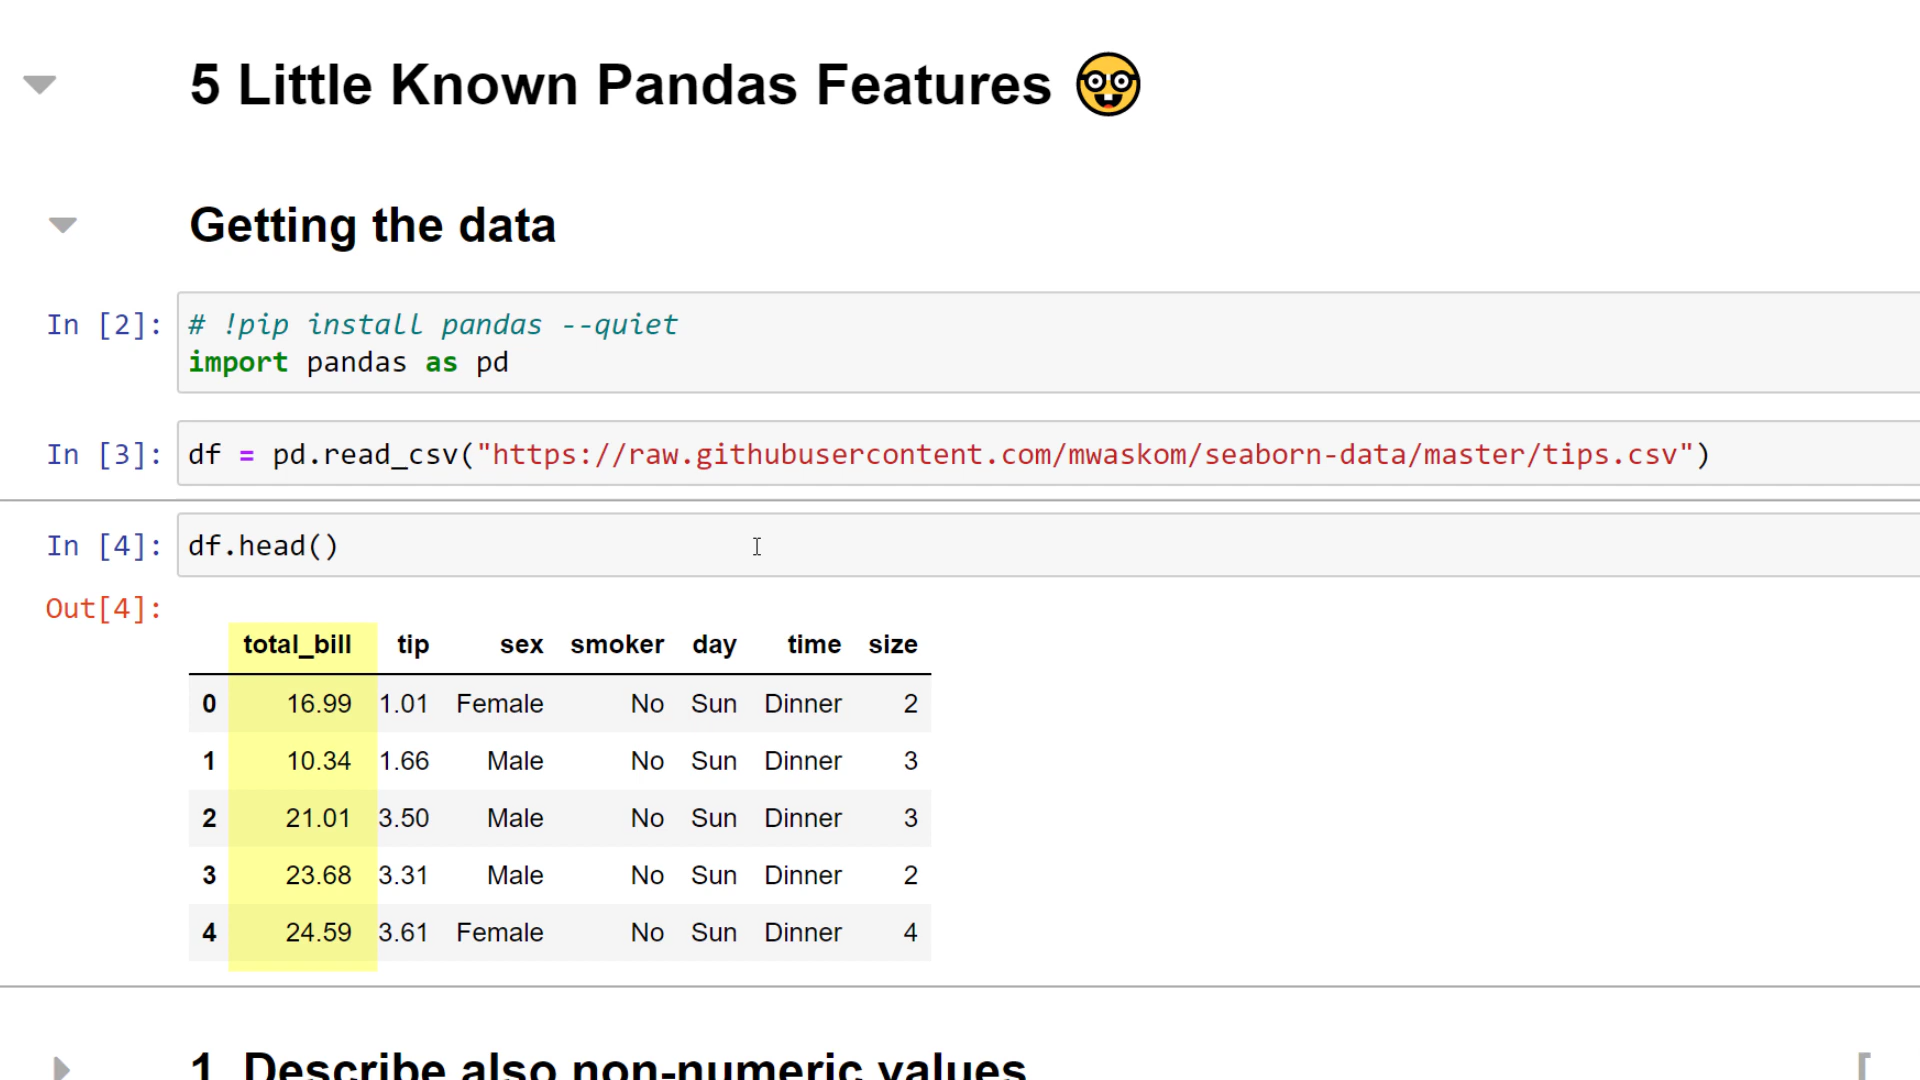 5 Little Known Pandas Features 🤓
Getting the data
In [2]: # !pip install pandas --quiet
import pandas as pd
In [3]: df = pd.read_csv("https://raw.githubusercontent.com/mwaskom/seaborn-data/master/tips.csv")
In [4]: df.head()
Out[4]:
total_bill tip sex smoker day time size
0 16.99 1.01 Female No Sun Dinner 2
1 10.34 1.66 Male No Sun Dinner 3
2 21.01 3.50 Male No Sun Dinner 3
3 23.68 3.31 Male No Sun Dinner 2
4 24.59 3.61 Female No Sun Dinner 4
1 Describe also non-numeric values [